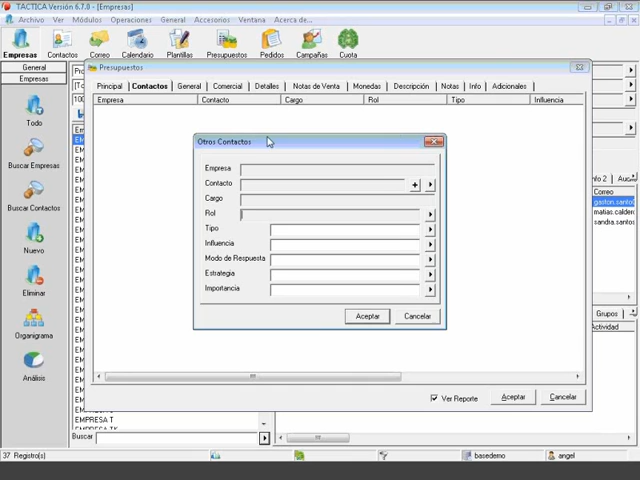 TACTICA Versión 6.7.0 - [Empresas]
Archivo Ver Módulos Operaciones General Accesorios Ventana Acerca de...
Empresas Contactos Correo Calendario Plantillas Presupuestos Pedidos Campañas Cuota
General
Empresas
Todo
Buscar Empresas
Buscar Contactos
Nuevo
Eliminar
Organigrama
Análisis
Presupuestos
Principal Contactos General Comercial Detalles Notas de Venta Monedas Descripción Notas Info Adicionales
Empresa Contacto Cargo Rol Tipo Influencia
Otros Contactos
Empresa
Contacto
Cargo
Rol
Tipo
Influencia
Modo de Respuesta
Estrategia
Importancia
Aceptar Cancelar
Ver Reporte Aceptar Cancelar
Correo
matias.calder
sandra.santos
Grupos
Actividad
EMPRESA T
Buscar
37 Registro(s) basedemo angel